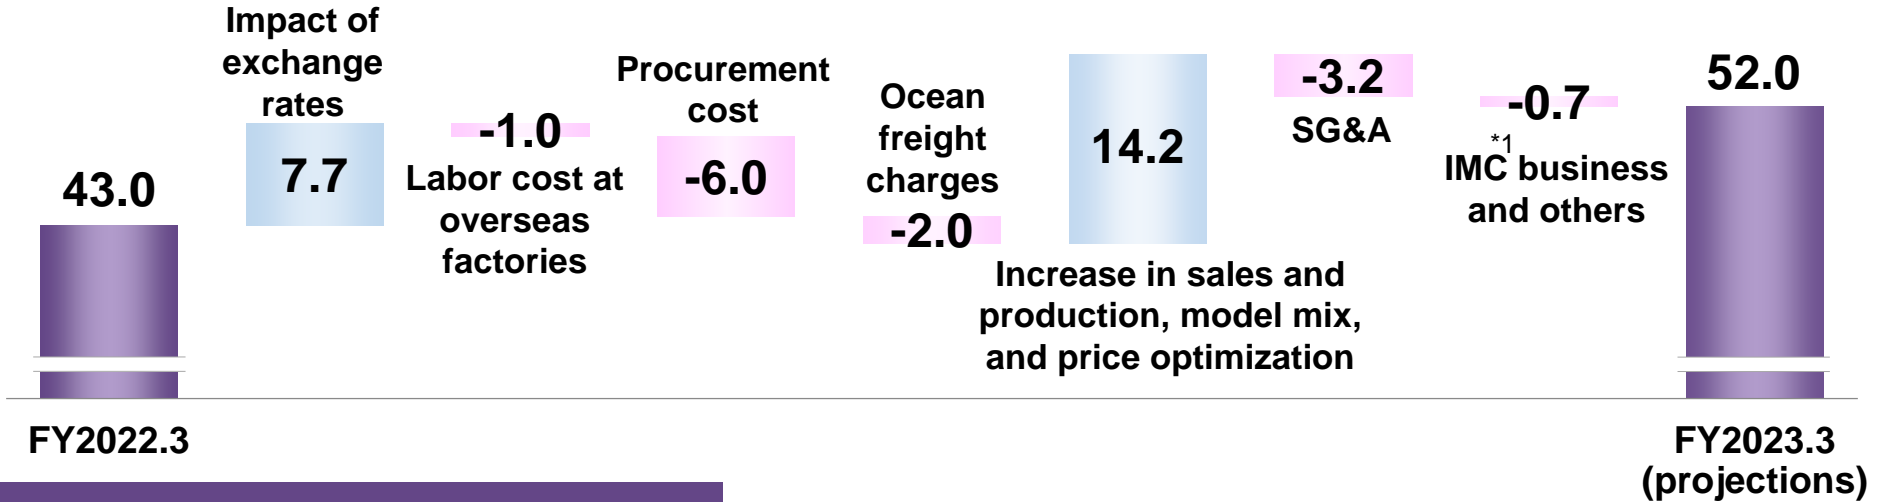 43.0
FY2022.3
Impact of
exchange
rates
7.7
-1.0
Labor cost at
overseas
factories
Procurement
cost
-6.0
Ocean
freight
charges
-2.0
14.2
Increase in sales and
production, model mix,
and price optimization
-3.2
SG&A
-0.7
*1
IMC business
and others
52.0
FY2023.3
(projections)